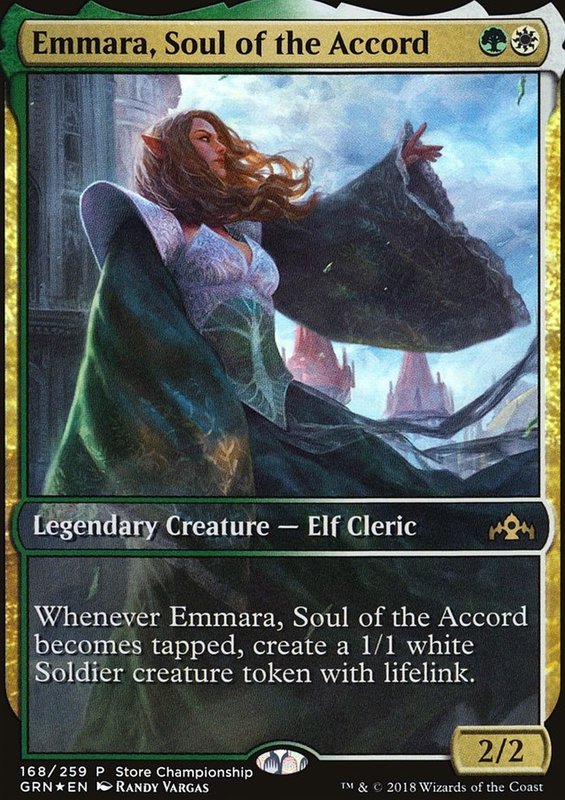 Emmara, Soul of the Accord
Legendary Creature — Elf Cleric
Whenever Emmara, Soul of the Accord
becomes tapped, create a 1/1 white
Soldier creature token with lifelink.
2/2
168/259 P Store Championship
GRN★EN RANDY VARGAS
™ & © 2018 Wizards of the Coast